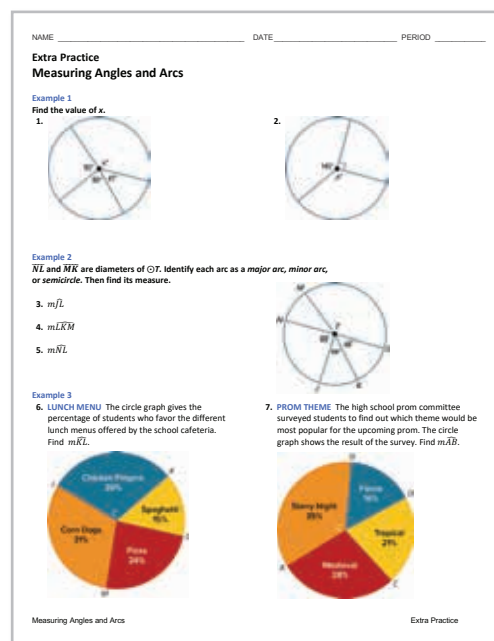 NAME DATE PERIOD
Extra Practice
Measuring Angles and Arcs
Example 1
Find the value of x.
1.
2.
Example 2
NL and MK are diameters of ⊙T. Identify each arc as a major arc, minor arc,
or semicircle. Then find its measure.
3. mJL
4. mLKM
5. mNL
Example 3
6. LUNCH MENU The circle graph gives the
percentage of students who favor the different
lunch menus offered by the school cafeteria.
Find mKL.
7. PROM THEME The high school prom committee
surveyed students to find out which theme would be
most popular for the upcoming prom. The circle
graph shows the result of the survey. Find mAB.
Spaghetti
15%
Corn Dogs
31%
Pizza
24%
Starry Night
35%
Tropical
21%
Medieval
28%
Measuring Angles and Arcs Extra Practice